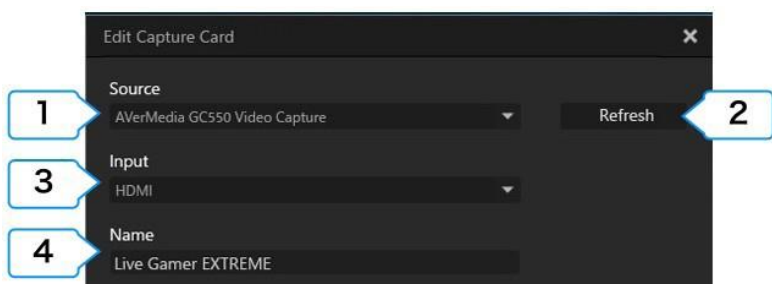 Edit Capture Card
Source
1 AVerMedia GC550 Video Capture Refresh 2
Input
3 HDMI
Name
4 Live Gamer EXTREME